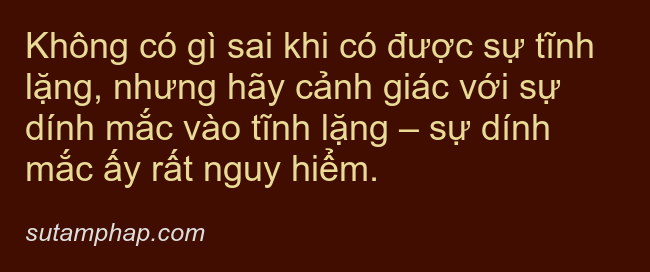 Không có gì sai khi có được sự tĩnh
lặng, nhưng hãy cảnh giác với sự
dính mắc vào tĩnh lặng – sự dính
mắc ấy rất nguy hiểm.
sutamphap.com